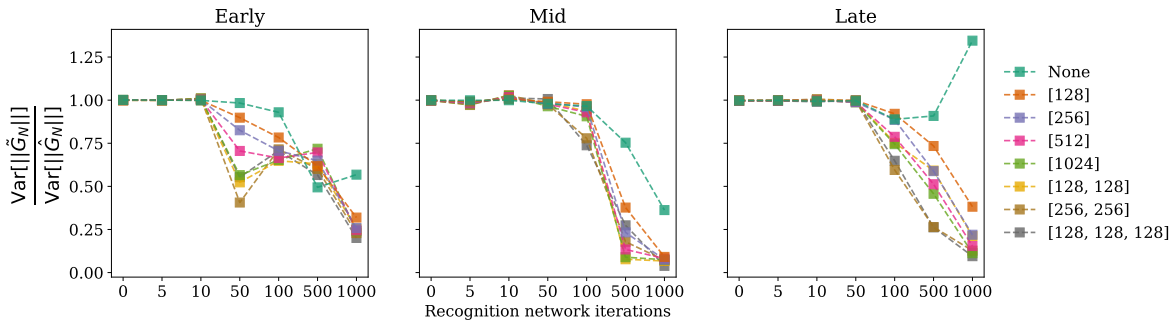 Early
Mid
Late
Var[||G̃_N||]
Var[||Ĝ_N||]
1.25
1.00
0.75
0.50
0.25
0.00
0 5 10 50 100 500 1000
0 5 10 50 100 500 1000
0 5 10 50 100 500 1000
Recognition network iterations
None
[128]
[256]
[512]
[1024]
[128, 128]
[256, 256]
[128, 128, 128]